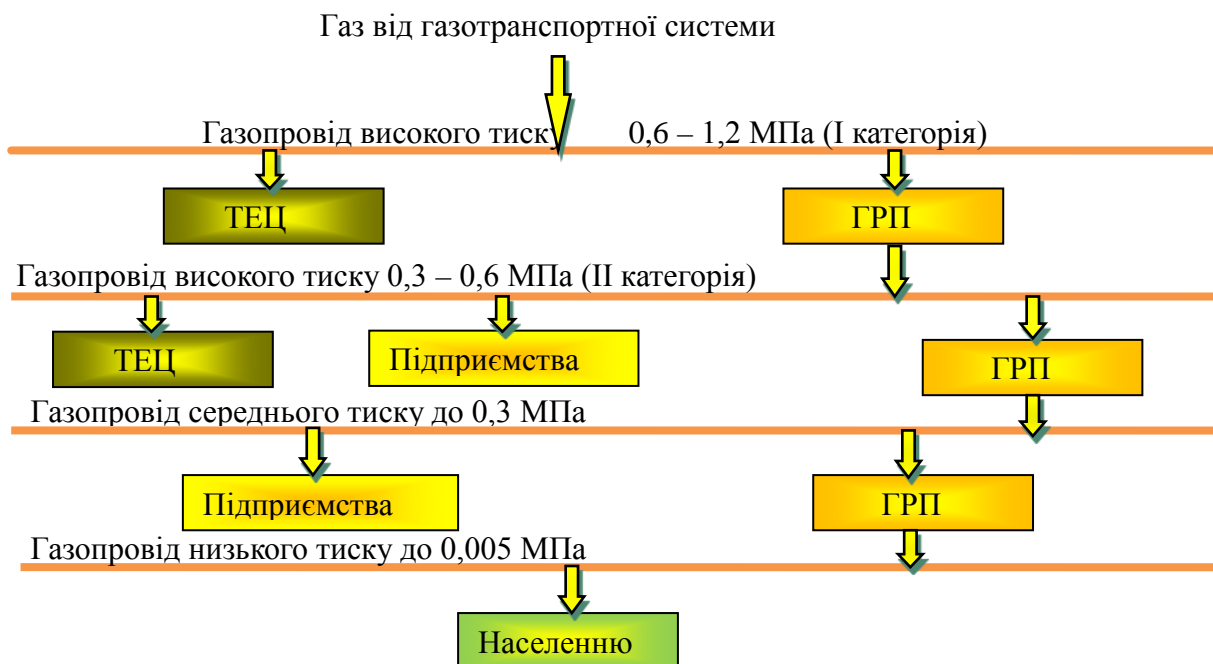 Газ від газотранспортної системи
Газопровід високого тиску 0,6 – 1,2 МПа (І категорія)
ТЕЦ
ГРП
Газопровід високого тиску 0,3 – 0,6 МПа (ІІ категорія)
ТЕЦ
Підприємства
ГРП
Газопровід середнього тиску до 0,3 МПа
Підприємства
ГРП
Газопровід низького тиску до 0,005 МПа
Населенню